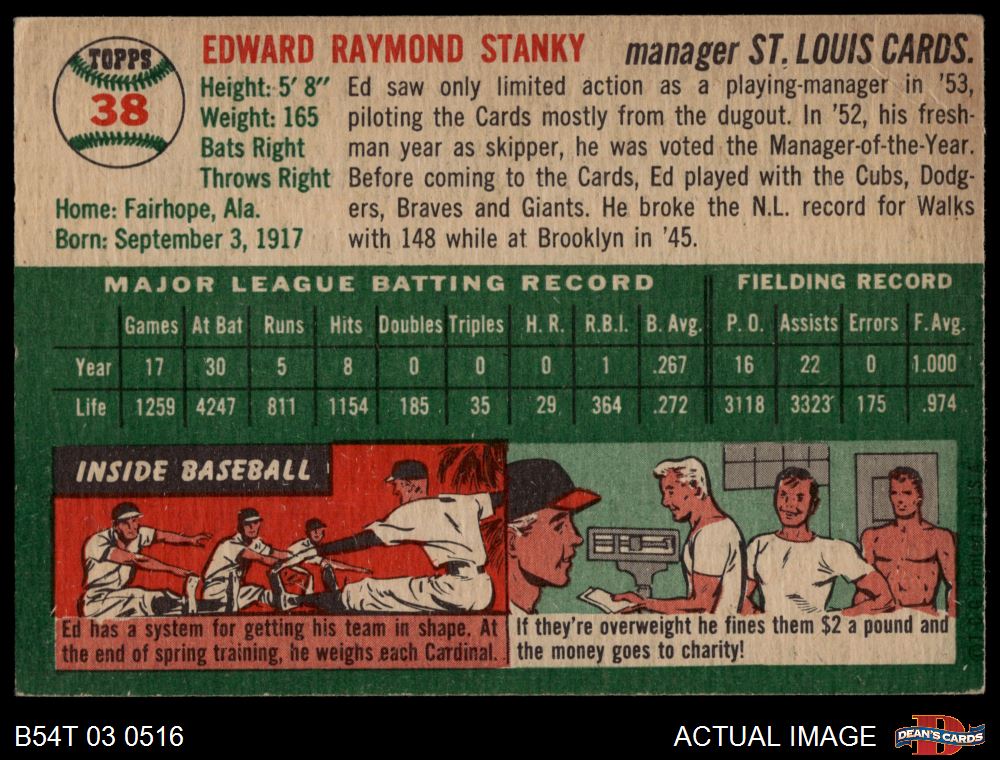 TOPPS
38
EDWARD RAYMOND STANKY manager ST. LOUIS CARDS.
Height: 5' 8"
Weight: 165
Bats Right
Throws Right
Home: Fairhope, Ala.
Born: September 3, 1917
Ed saw only limited action as a playing-manager in '53,
piloting the Cards mostly from the dugout. In '52, his fresh-
man year as skipper, he was voted the Manager-of-the-Year.
Before coming to the Cards, Ed played with the Cubs, Dodg-
ers, Braves and Giants. He broke the N.L. record for Walks
with 148 while at Brooklyn in '45.
MAJOR LEAGUE BATTING RECORD FIELDING RECORD
Games At Bat Runs Hits Doubles Triples H. R. R.B.I. B. Avg. P. O. Assists Errors F. Avg.
Year 17 30 5 8 0 0 0 1 .267 16 22 0 1.000
Life 1259 4247 811 1154 185 35 29 364 .272 3118 3323 175 .974
INSIDE BASEBALL
Ed has a system for getting his team in shape. At
the end of spring training, he weighs each Cardinal.
If they're overweight he fines them $2 a pound and
the money goes to charity!
B54T 03 0516
ACTUAL IMAGE
DEAN'S CARDS